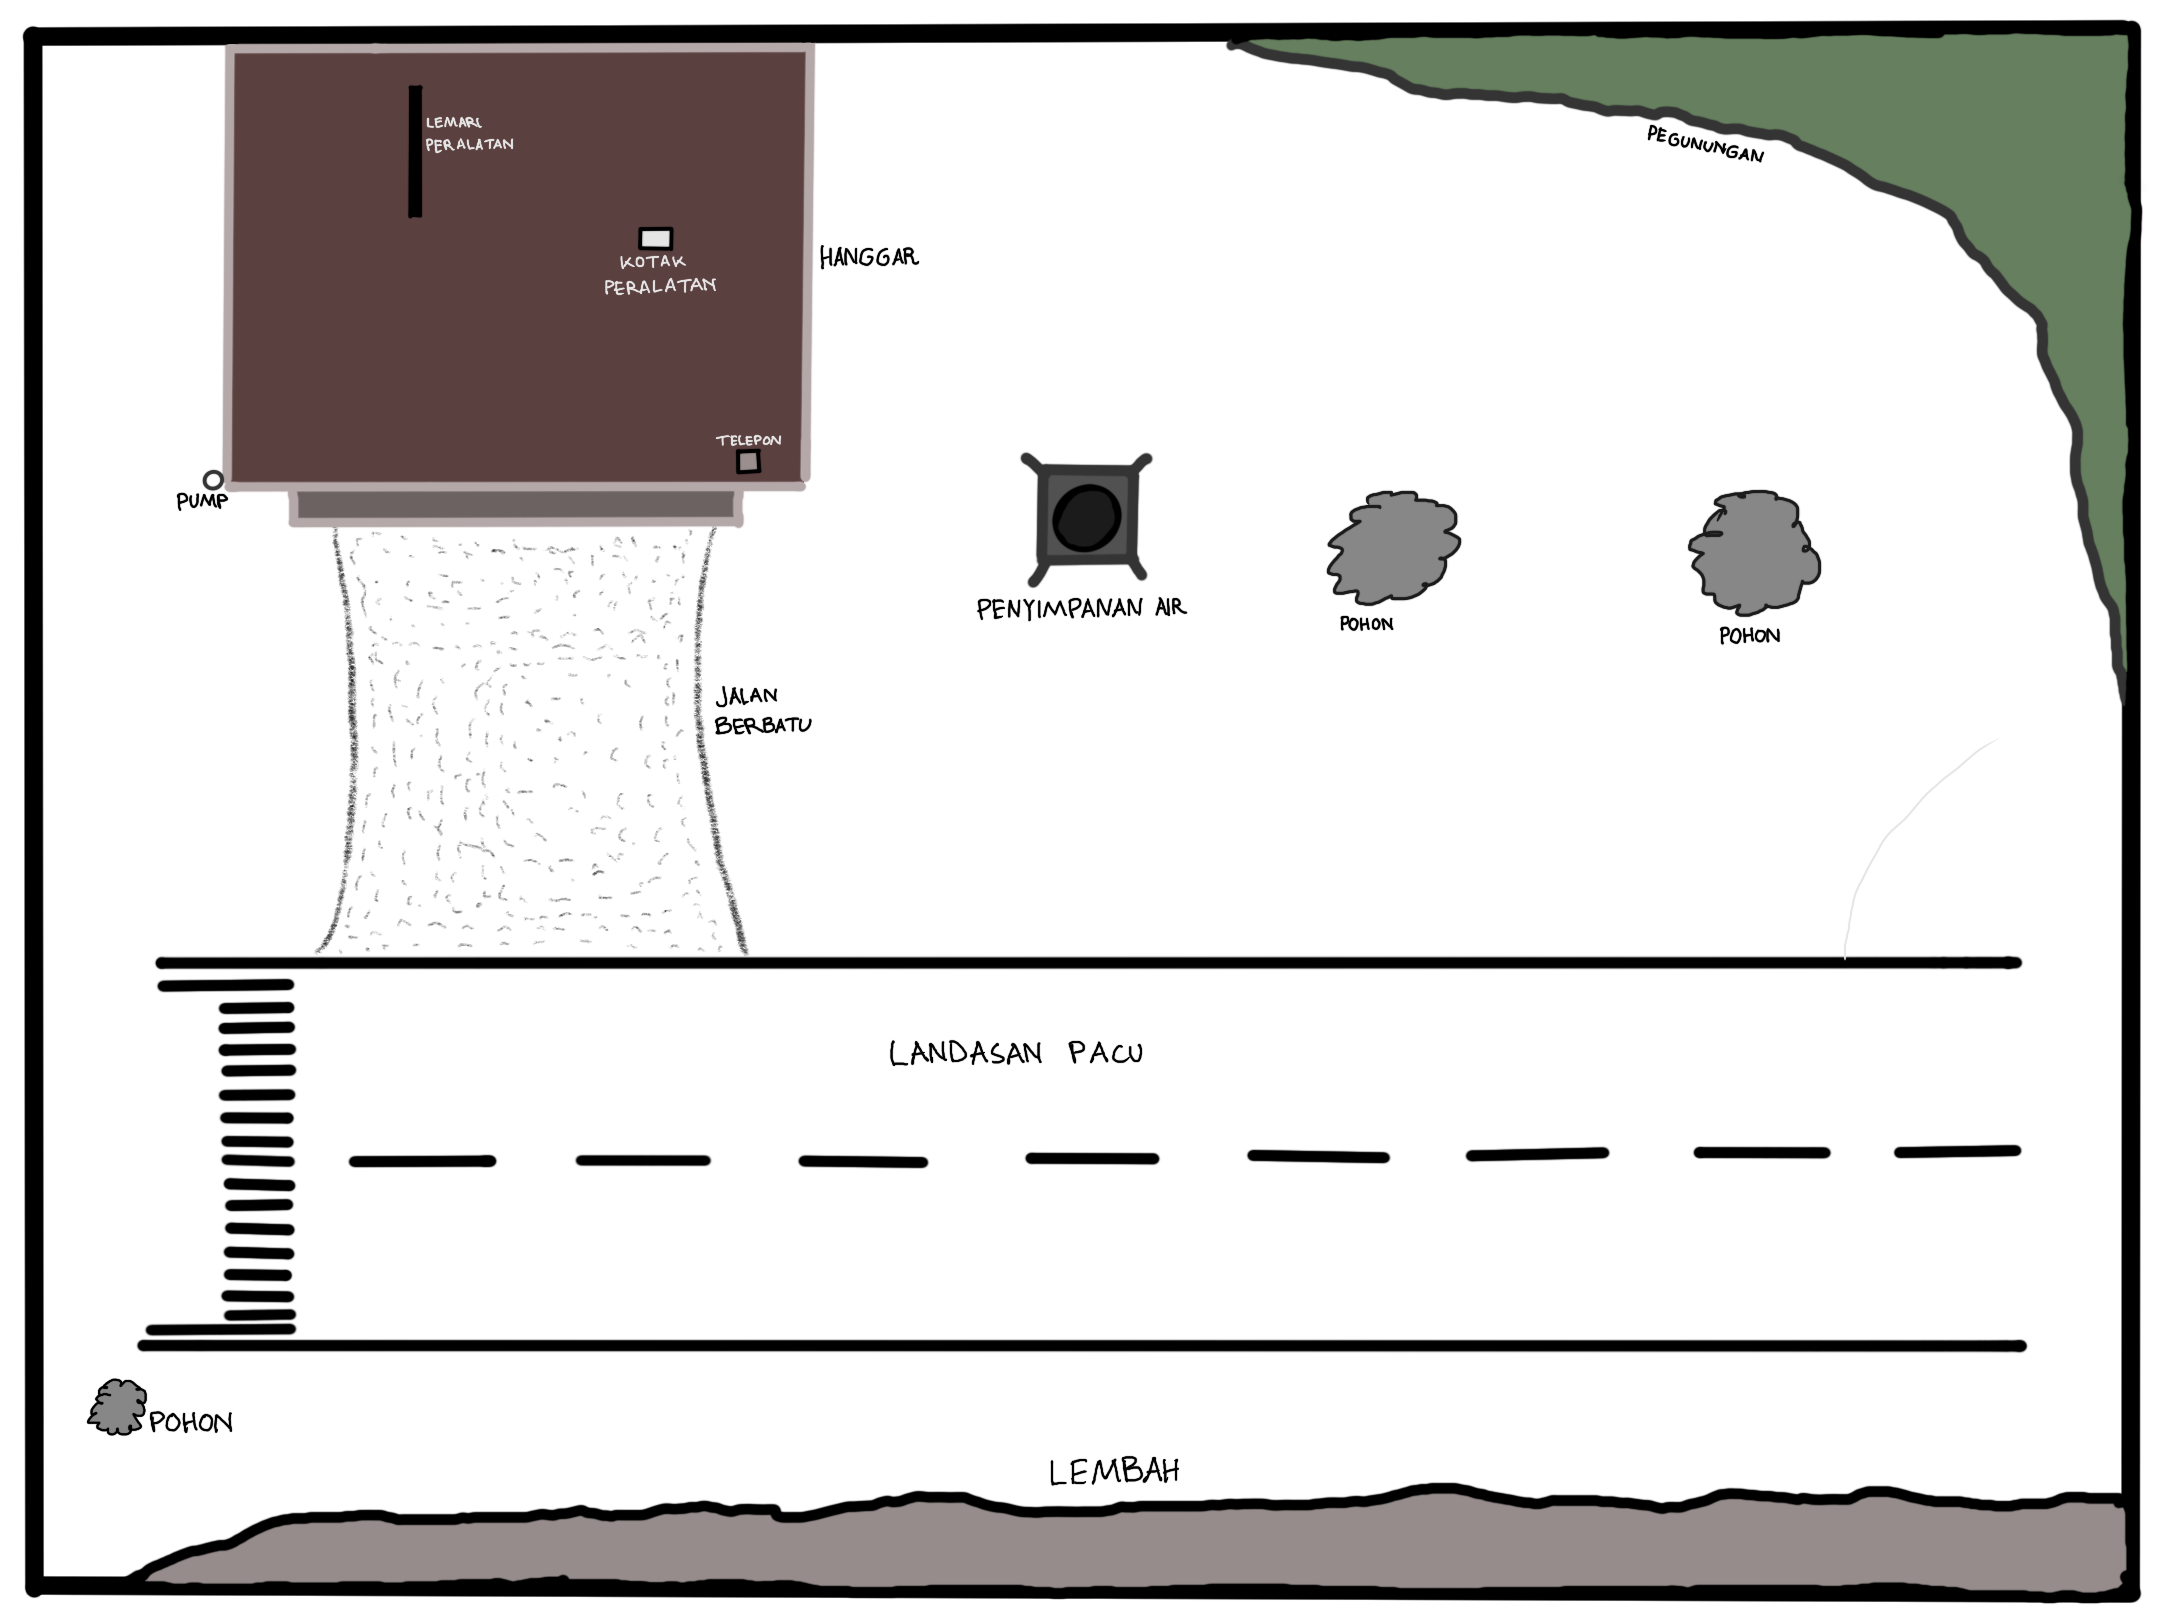 LEMARI
PERALATAN
PEGUNUNGAN
KOTAK
PERALATAN
HANGGAR
TELEPON
PUMP
PENYIMPANAN AIR
POHON
POHON
JALAN
BERBATU
LANDASAN PACU
POHON
LEMBAH